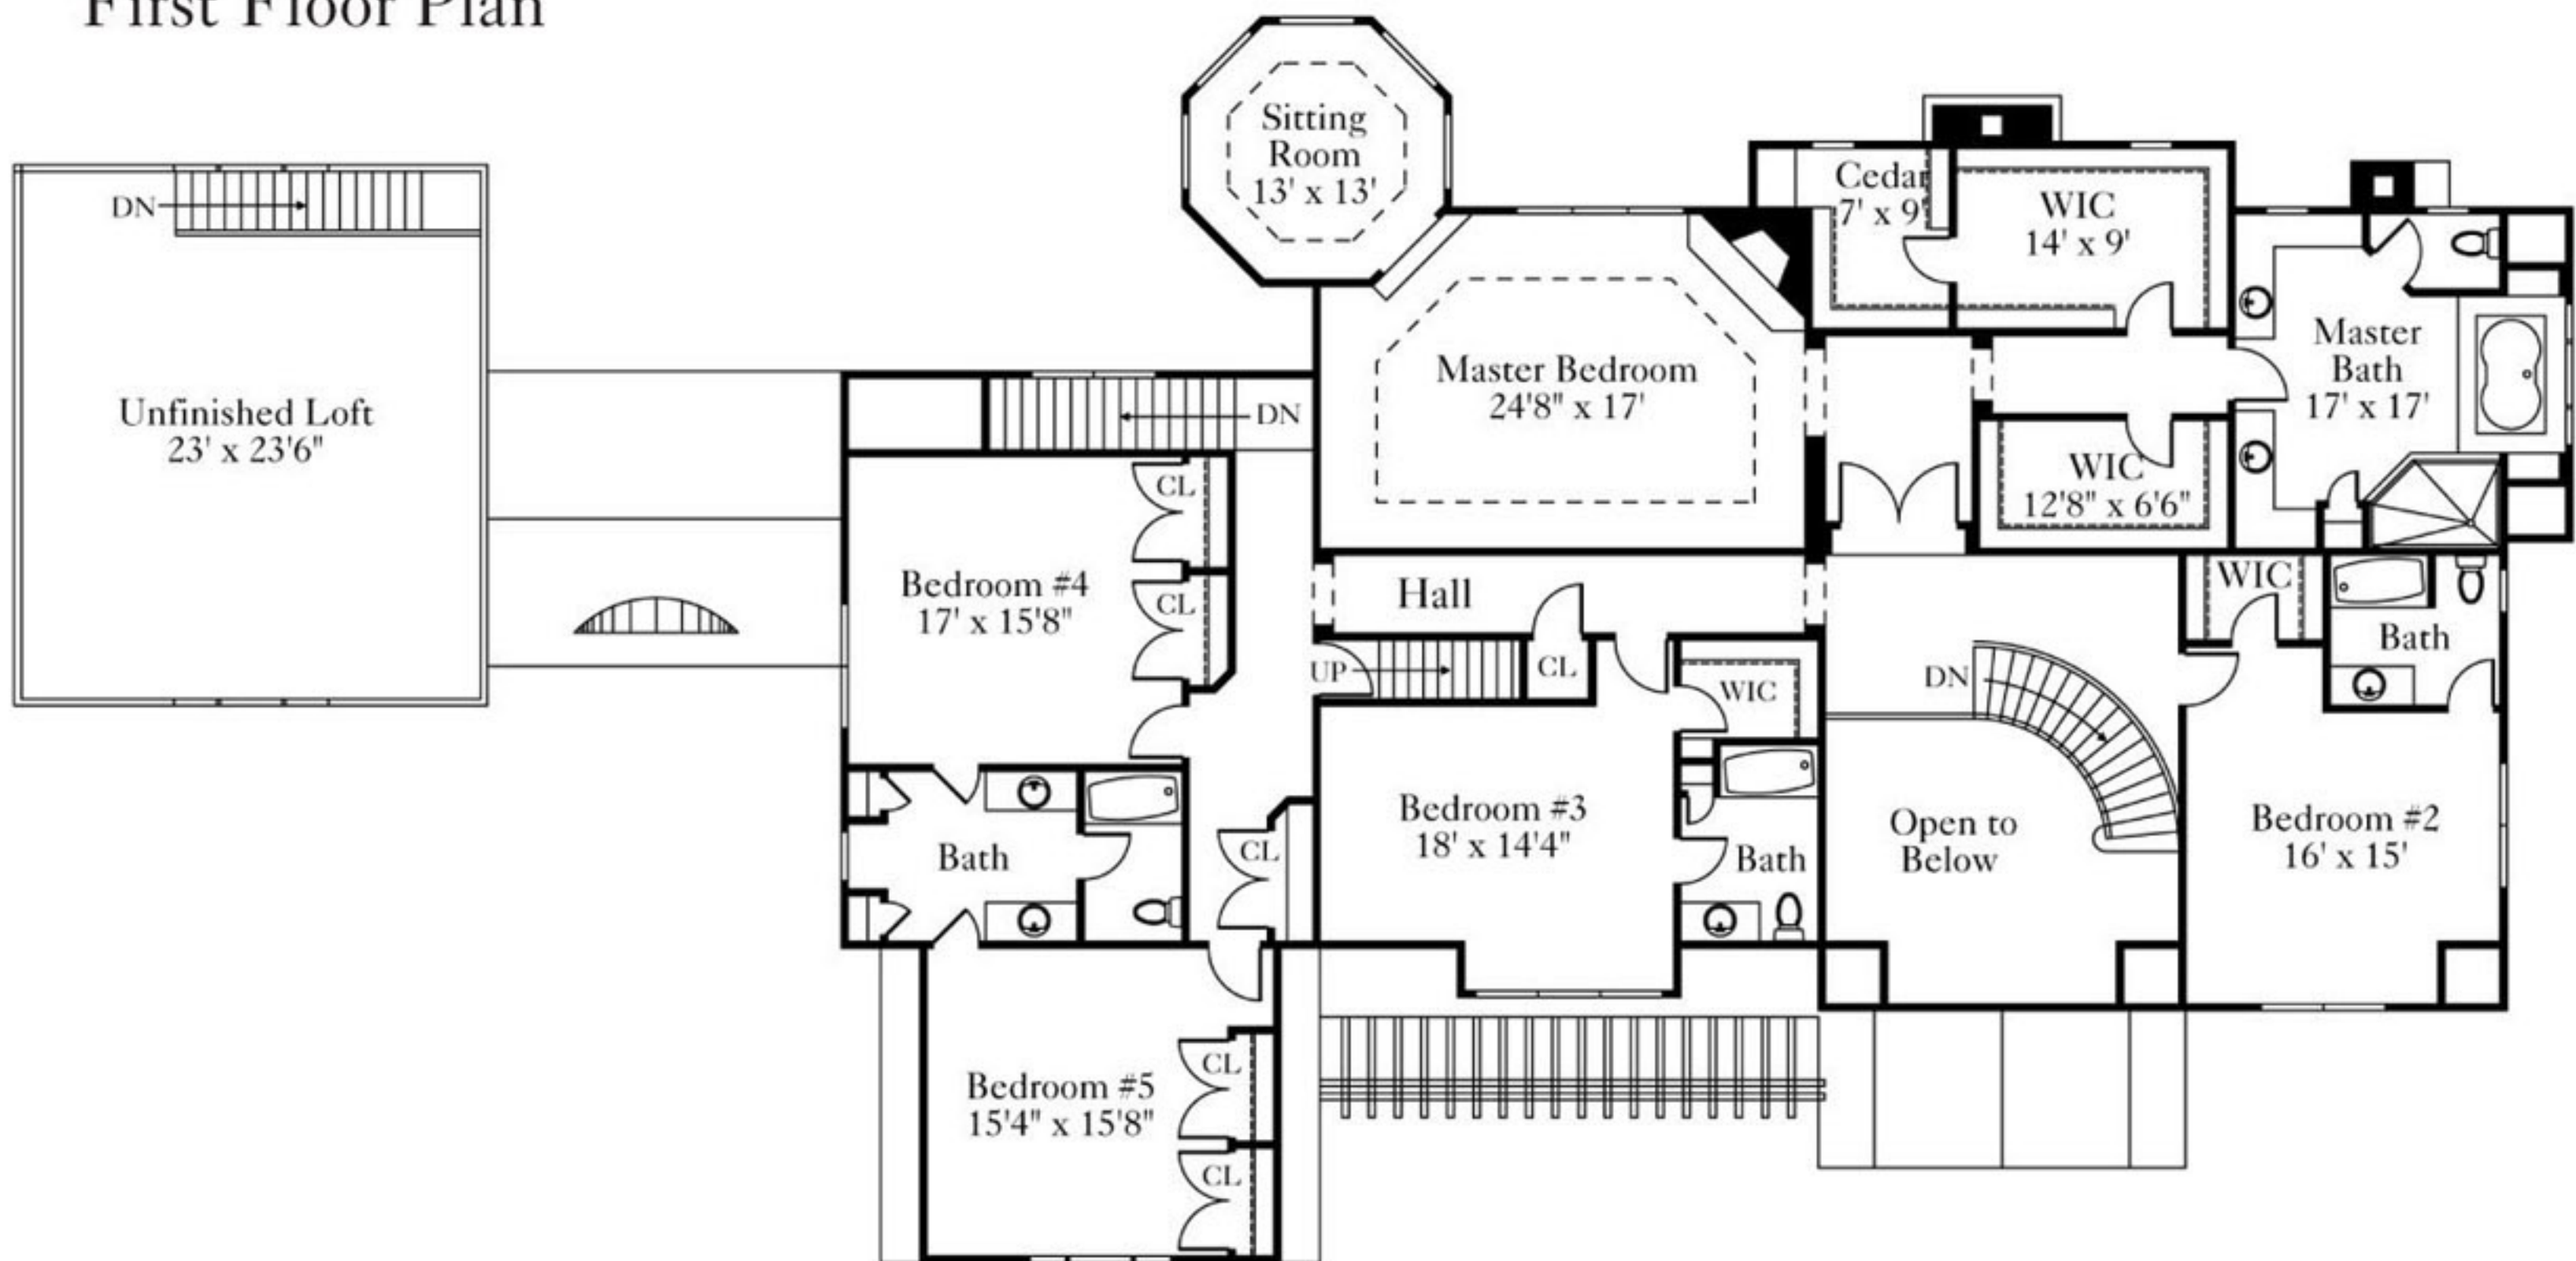 First Floor Plan
Sitting
Room
13' x 13'
Cedar
7' x 9'
WIC
14' x 9'
DN
Master Bedroom
24'8" x 17'
Master
Bath
17' x 17'
Unfinished Loft
23' x 23'6"
DN
WIC
12'8" x 6'6"
CL
Bedroom #4
17' x 15'8"
CL
Hall
WIC
Bath
UP
CL
WIC
DN
Bedroom #3
18' x 14'4"
Open to
Below
Bedroom #2
16' x 15'
Bath
CL
Bath
CL
Bedroom #5
15'4" x 15'8"
CL